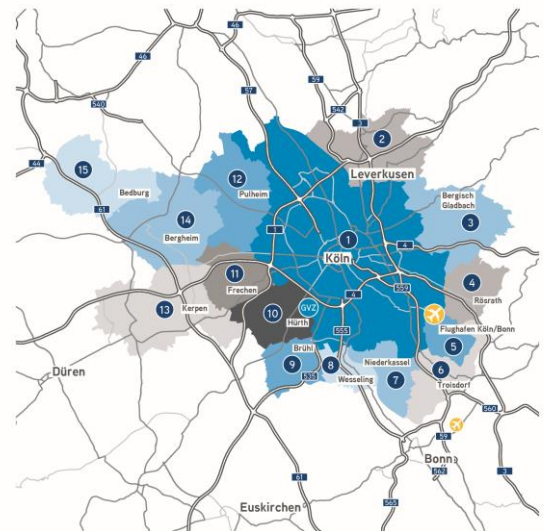 46
46
59
57
540
542
3
2
Leverkusen
44
15
12
Bedburg
Pulheim
Bergisch
Gladbach
61
14
1
3
Bergheim
1
4
Köln
11
559
4
Frechen
4
Rösrath
13
Kerpen
10
GVZ
Hürth
555
Flughafen Köln/Bonn
5
Brühl
Niederkassel
9
8
6
Düren
535
Wesseling
7
Troisdorf
560
59
Bonn
61
562
3
565
Euskirchen